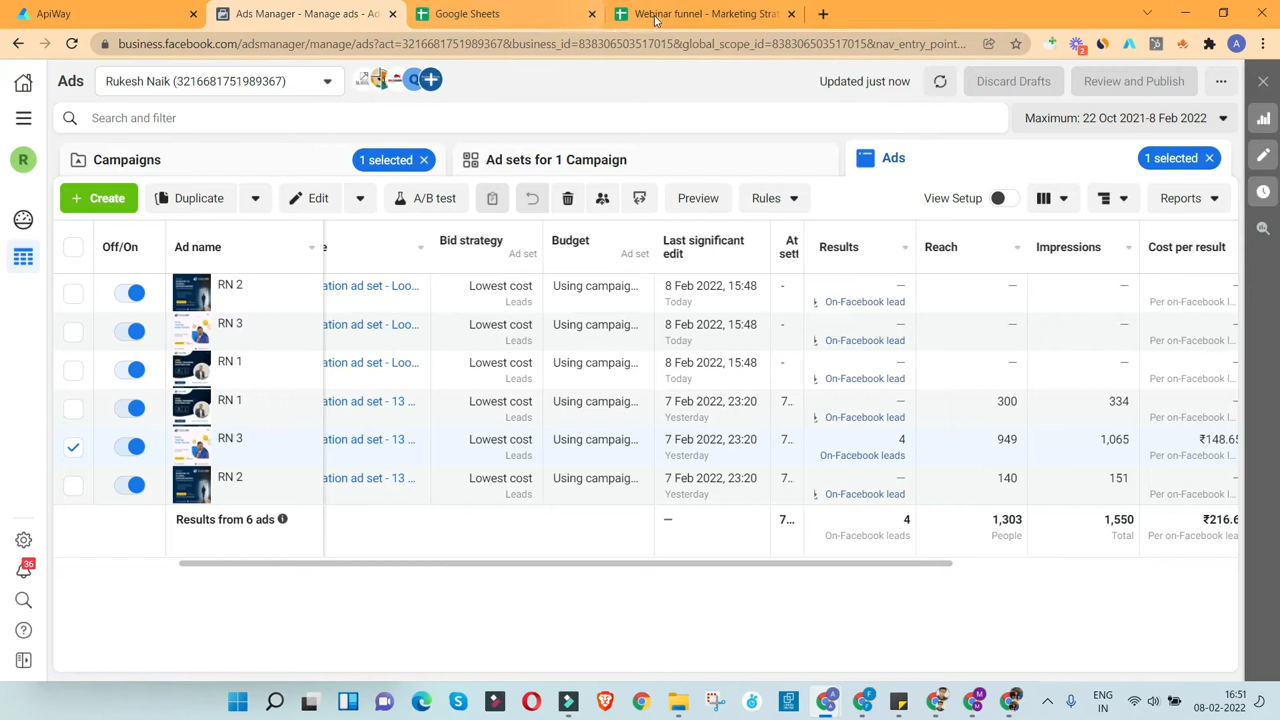 ApiWay
Ads Manager - Manage ads - Ad
Google Sheets
Webinar funnel - Marketing Strat
business.facebook.com/adsmanager/manage/ads?act=3216681751989367&business_id=838306503517015&global_scope_id=838306503517015&nav_entry_point...
2
A
Ads
Rukesh Naik (3216681751989367)
Q
Updated just now
Discard Drafts
Review and Publish
Search and filter
Maximum: 22 Oct 2021-8 Feb 2022
R
Campaigns
1 selected
Ad sets for 1 Campaign
Ads
1 selected
Create
Duplicate
Edit
A/B test
Preview
Rules
View Setup
Reports
Off/On
Ad name
e
Bid strategy
Ad set
Budget
Ad set
Last significant edit
At
sett
Results
Reach
Impressions
Cost per result
RN 2
ation ad set - Loo...
Lowest cost
Leads
Using campaig...
8 Feb 2022, 15:48
Today
-
—
On-Facebook lead
—
—
—
Per on-Facebook l...
RN 3
ation ad set - Loo...
Lowest cost
Leads
Using campaig...
8 Feb 2022, 15:48
Today
-
—
On-Facebook lead
—
—
—
Per on-Facebook l...
RN 1
ation ad set - Loo...
Lowest cost
Leads
Using campaig...
8 Feb 2022, 15:48
Today
-
—
On-Facebook lead
—
—
—
Per on-Facebook l...
RN 1
ation ad set - 13 ...
Lowest cost
Leads
Using campaig...
7 Feb 2022, 23:20
Yesterday
7...
—
On-Facebook lead
300
334
—
Per on-Facebook l...
RN 3
ation ad set - 13 ...
Lowest cost
Leads
Using campaig...
7 Feb 2022, 23:20
Yesterday
7...
4
On-Facebook leads
949
1,065
₹148.65
Per on-Facebook l...
RN 2
ation ad set - 13 ...
Lowest cost
Leads
Using campaig...
7 Feb 2022, 23:20
Yesterday
7...
—
On-Facebook lead
140
151
—
Per on-Facebook l...
Results from 6 ads
—
7...
4
On-Facebook leads
1,303
People
1,550
Total
₹216.6
Per on-Facebook le...
36
ENG
IN
16:51
08-02-2022